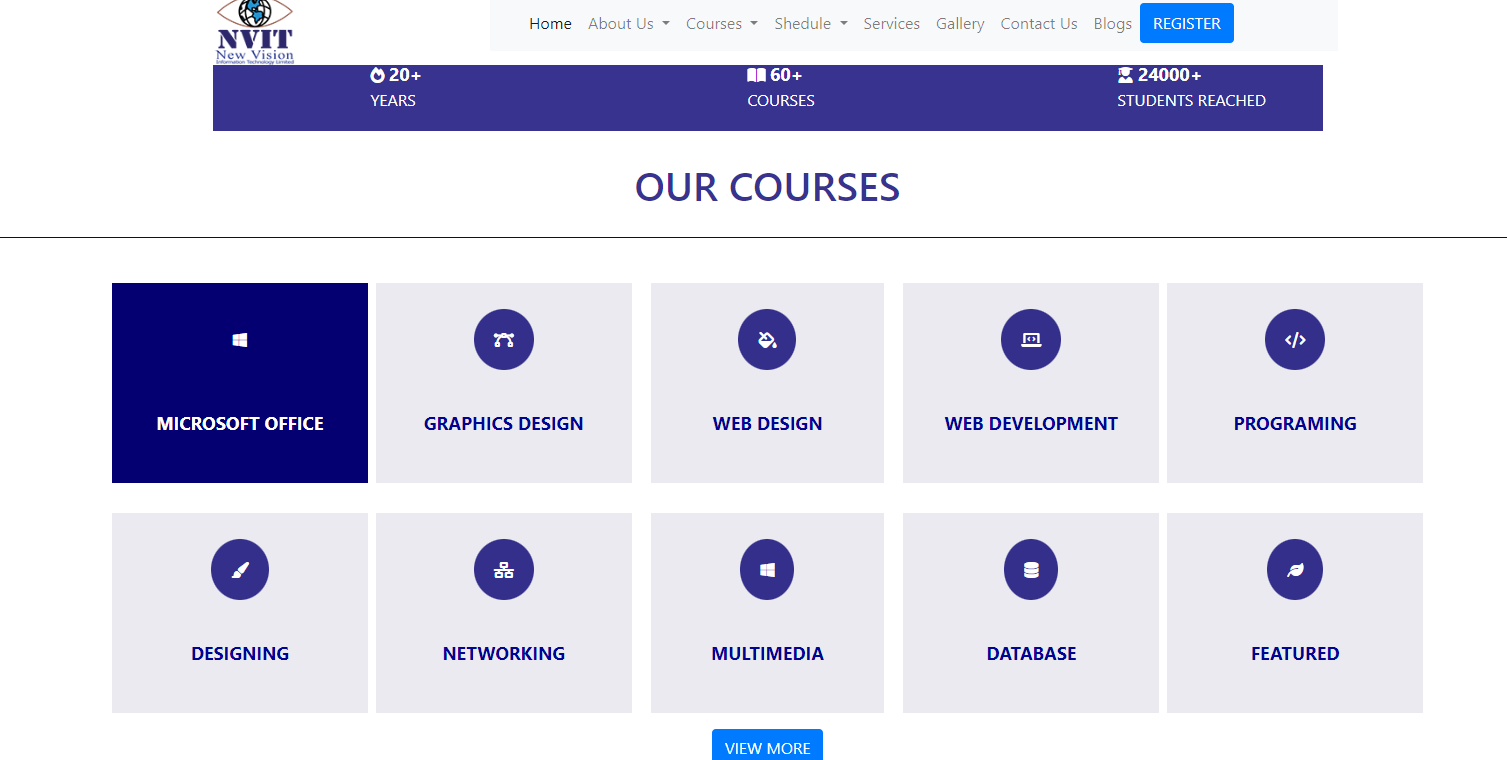 NVIT
New Vision
Information Technology Limited
Home About Us Courses Shedule Services Gallery Contact Us Blogs REGISTER
20+ 60+ 24000+
YEARS COURSES STUDENTS REACHED
OUR COURSES
MICROSOFT OFFICE GRAPHICS DESIGN WEB DESIGN WEB DEVELOPMENT PROGRAMING
DESIGNING NETWORKING MULTIMEDIA DATABASE FEATURED
VIEW MORE